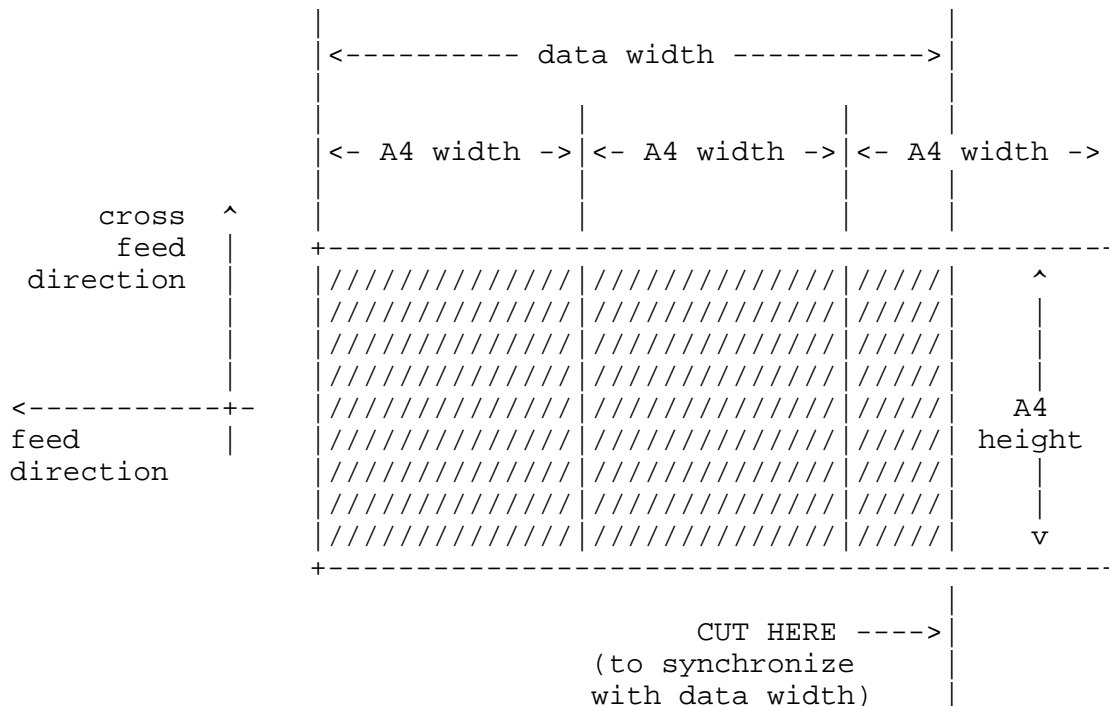 <---------- data width ----------->
<- A4 width -> <- A4 width -> <- A4 width ->
cross
feed
direction
A4
<-----------+-
feed
height
direction
CUT HERE ---->
(to synchronize
with data width)